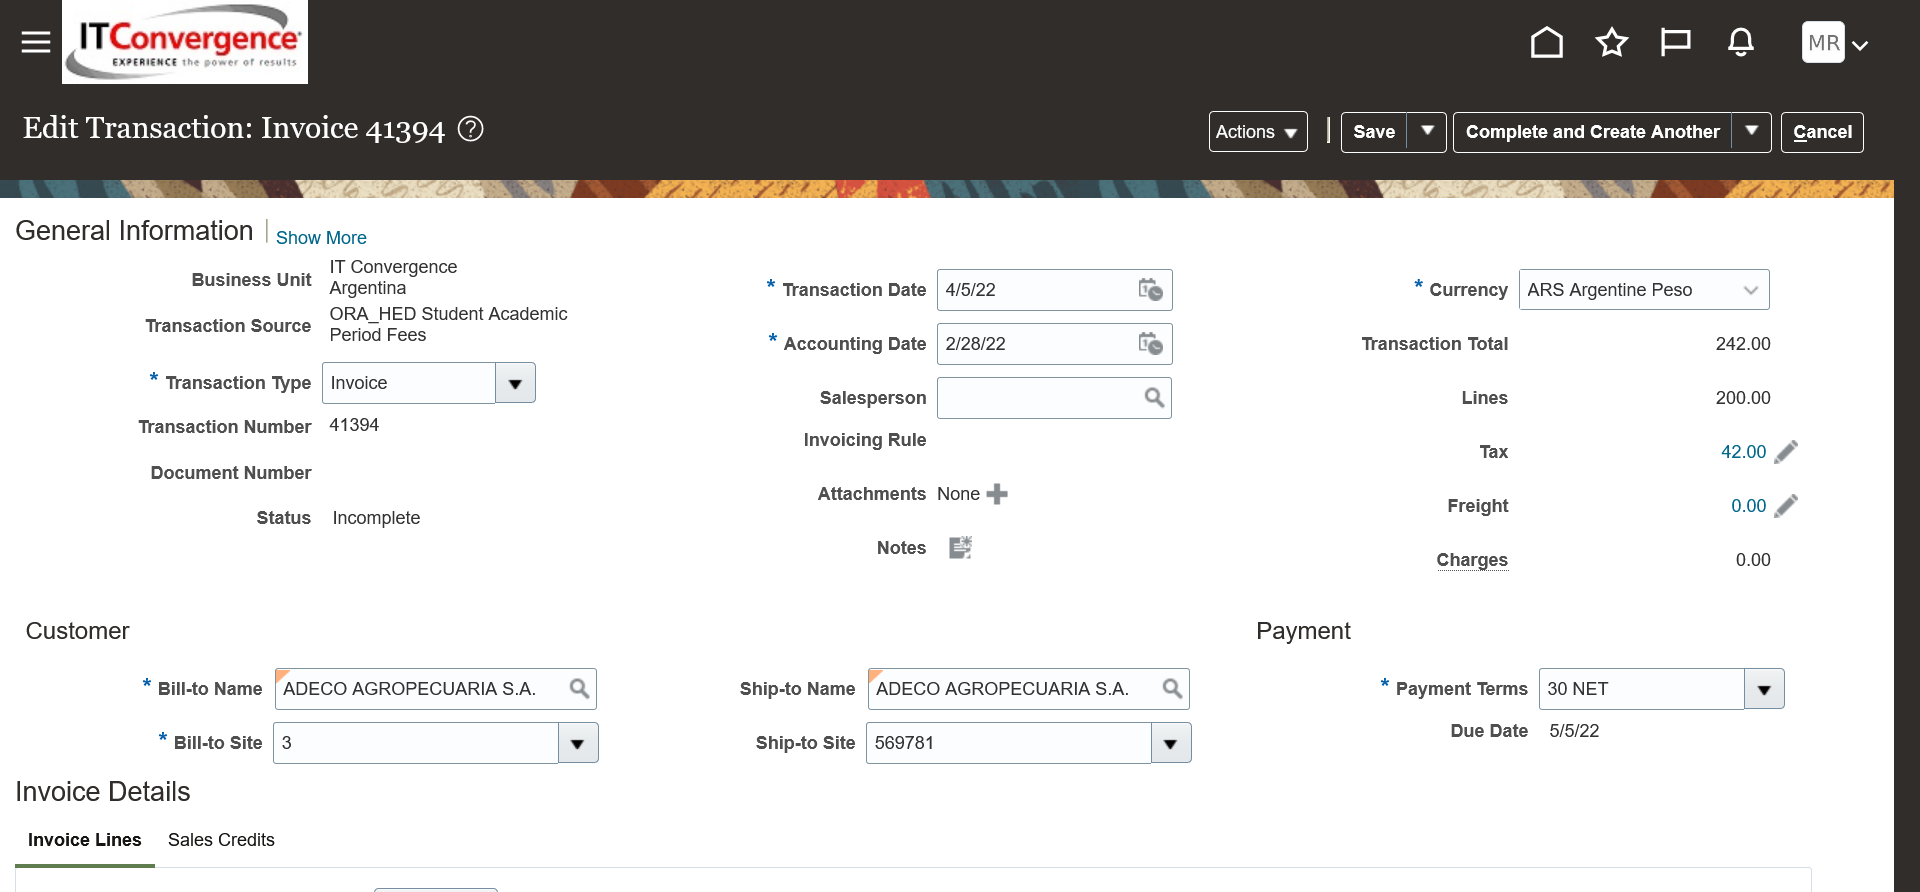 ITConvergence
EXPERIENCE the power of results
MR
Edit Transaction: Invoice 41394 ?
Actions
Save
Complete and Create Another
Cancel
General Information
Show More
Business Unit
IT Convergence
Argentina
Transaction Source
ORA_HED Student Academic
Period Fees
* Transaction Type
Invoice
Transaction Number
41394
Document Number
Status
Incomplete
* Transaction Date
4/5/22
* Accounting Date
2/28/22
Salesperson
Invoicing Rule
Attachments
None
Notes
* Currency
ARS Argentine Peso
Transaction Total
242.00
Lines
200.00
Tax
42.00
Freight
0.00
Charges
0.00
Customer
* Bill-to Name
ADECO AGROPECUARIA S.A.
* Bill-to Site
3
Ship-to Name
ADECO AGROPECUARIA S.A.
Ship-to Site
569781
Payment
* Payment Terms
30 NET
Due Date
5/5/22
Invoice Details
Invoice Lines
Sales Credits